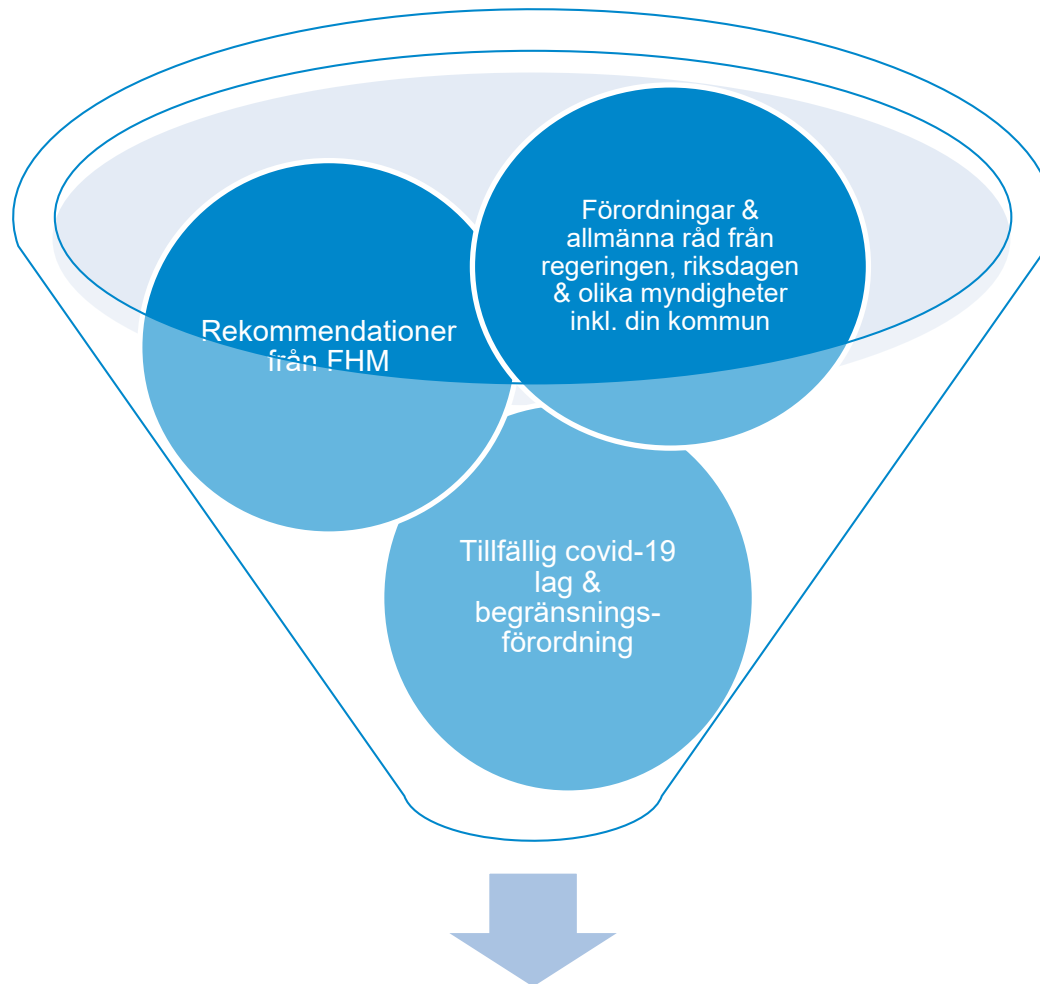 Förordningar &
allmänna råd från
regeringen, riksdagen
& olika myndigheter
inkl. din kommun
Rekommendationer
från FHM
Tillfällig covid-19
lag &
begränsnings-
förordning